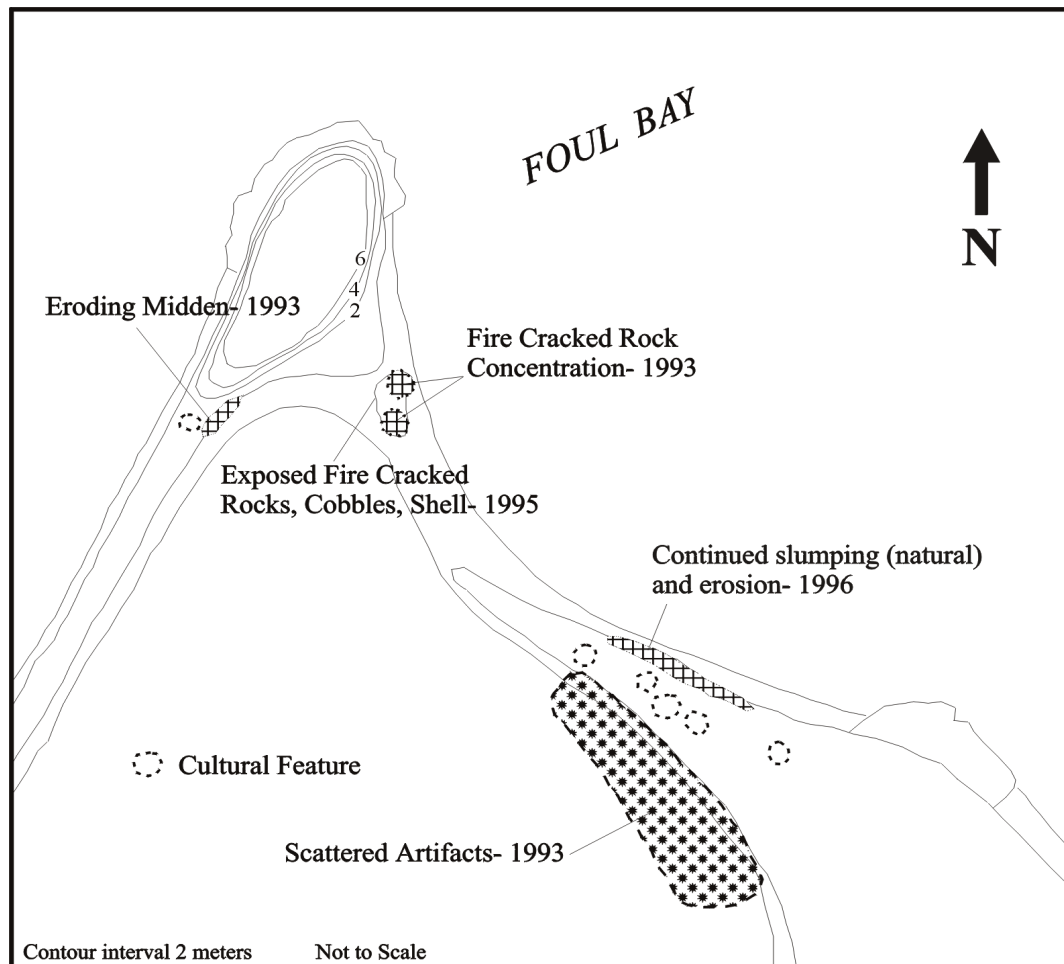 FOUL BAY
N
6
4
2
Eroding Midden- 1993
Fire Cracked Rock
Concentration- 1993
Exposed Fire Cracked
Rocks, Cobbles, Shell- 1995
Continued slumping (natural)
and erosion- 1996
Cultural Feature
Scattered Artifacts- 1993
Contour interval 2 meters
Not to Scale